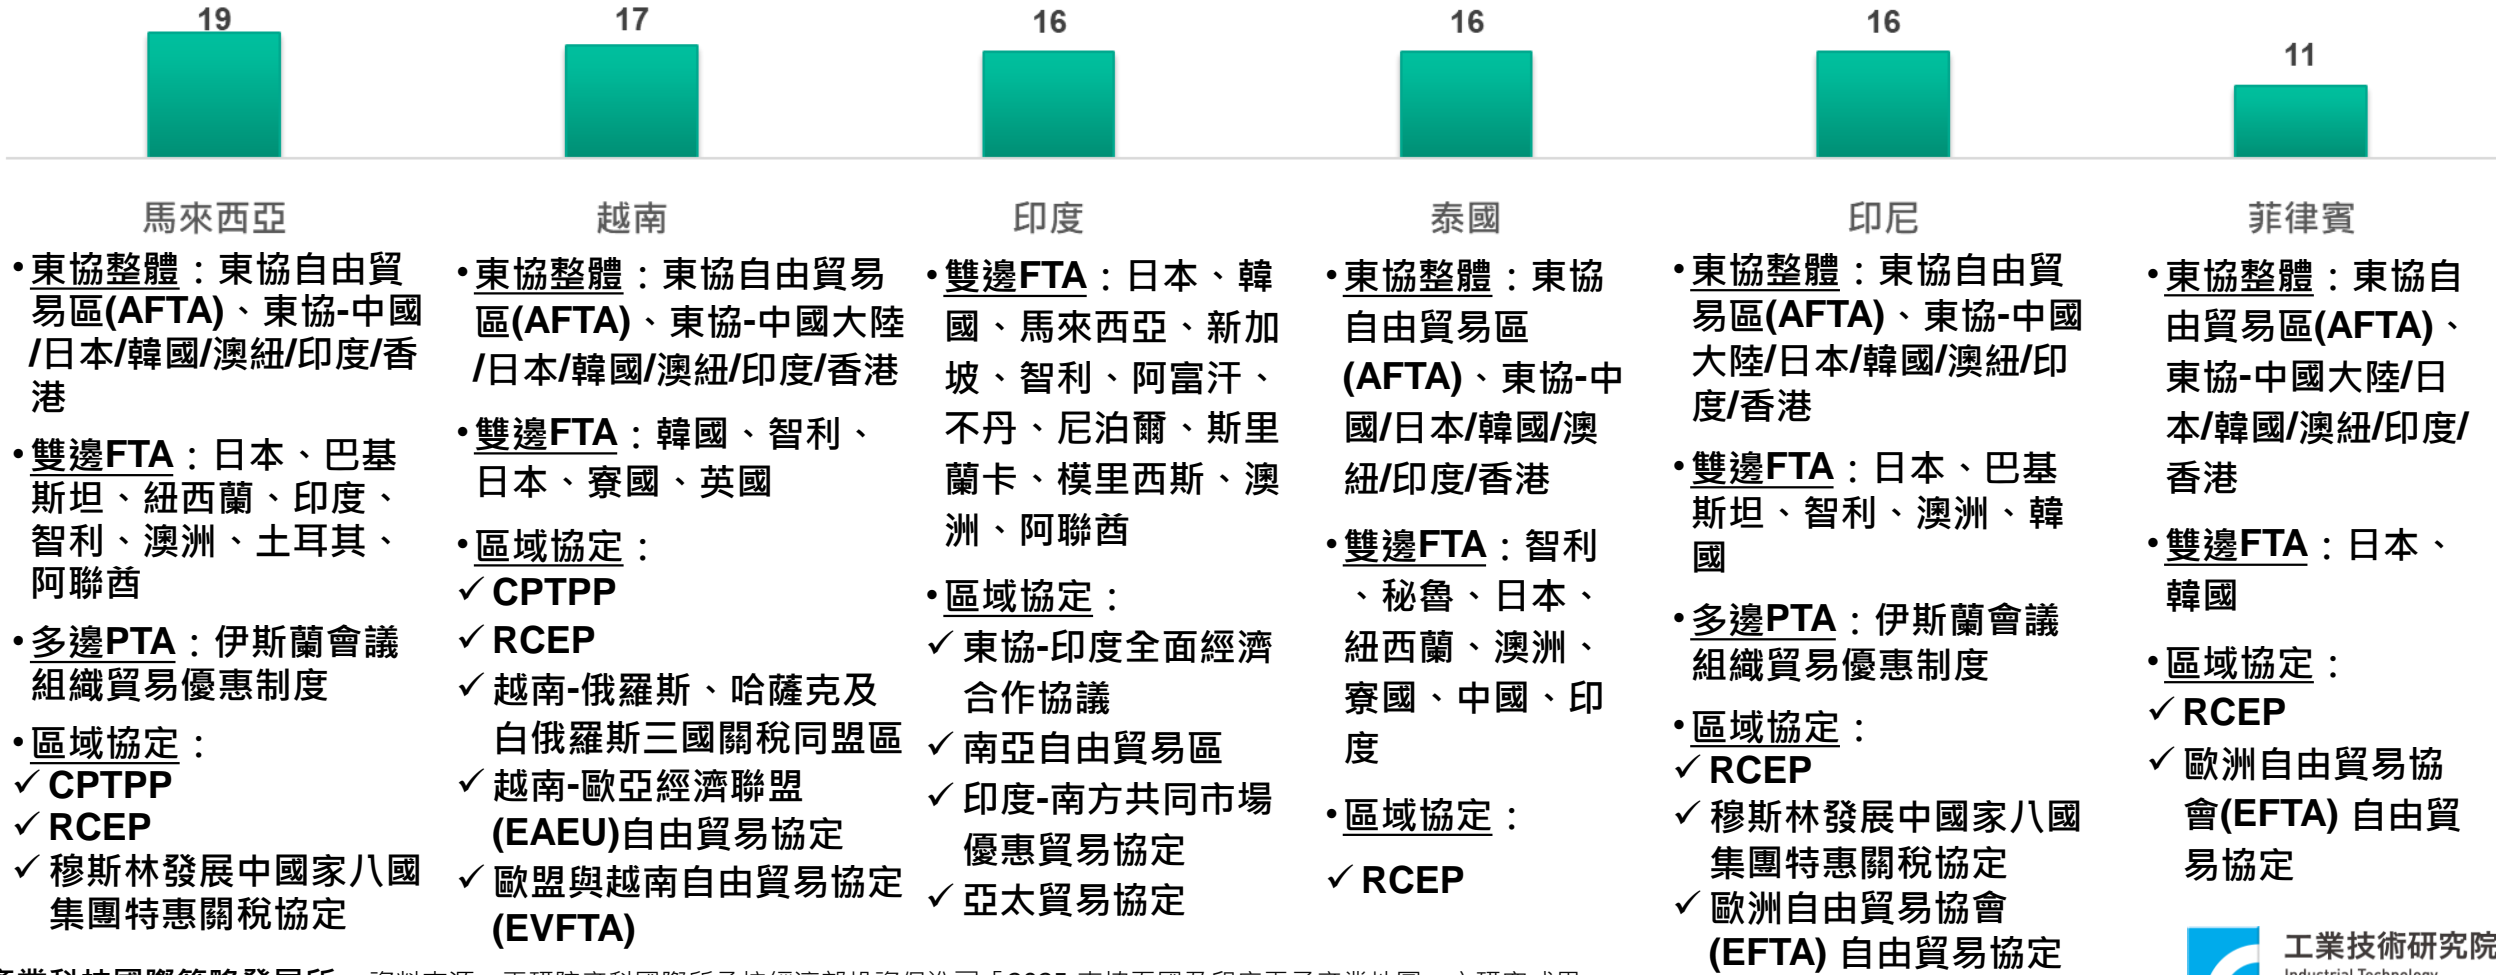 19
17
16
16
16
11
馬來西亞
越南
印度
泰國
印尼
菲律賓
•東協整體：東協自由貿
易區(AFTA)、東協-中國
/日本/韓國/澳紐/印度/香
港
•雙邊FTA：日本、巴基
斯坦、紐西蘭、印度、
智利、澳洲、土耳其、
阿聯酋
•多邊PTA：伊斯蘭會議
組織貿易優惠制度
•區域協定：
✓CPTPP
✓RCEP
✓穆斯林發展中國家八國
集團特惠關稅協定
•東協整體：東協自由貿易
區(AFTA)、東協-中國大陸
/日本/韓國/澳紐/印度/香港
•雙邊FTA：韓國、智利、
日本、寮國、英國
•區域協定：
✓CPTPP
✓RCEP
✓越南-俄羅斯、哈薩克及
白俄羅斯三國關稅同盟區
✓越南-歐亞經濟聯盟
(EAEU)自由貿易協定
✓歐盟與越南自由貿易協定
(EVFTA)
•雙邊FTA：日本、韓
國、馬來西亞、新加
坡、智利、阿富汗、
不丹、尼泊爾、斯里
蘭卡、模里西斯、澳
洲、阿聯酋
•區域協定：
✓東協-印度全面經濟
合作協議
✓南亞自由貿易區
✓印度-南方共同市場
優惠貿易協定
✓亞太貿易協定
•東協整體：東協
自由貿易區
(AFTA)、東協-中
國/日本/韓國/澳
紐/印度/香港
•雙邊FTA：智利
、秘魯、日本、
紐西蘭、澳洲、
寮國、中國、印
度
•區域協定：
✓RCEP
•東協整體：東協自由貿
易區(AFTA)、東協-中國
大陸/日本/韓國/澳紐/印
度/香港
•雙邊FTA：日本、巴基
斯坦、智利、澳洲、韓
國
•多邊PTA：伊斯蘭會議
組織貿易優惠制度
•區域協定：
✓RCEP
✓穆斯林發展中國家八國
集團特惠關稅協定
✓歐洲自由貿易協會
(EFTA) 自由貿易協定
•東協整體：東協自
由貿易區(AFTA)、
東協-中國大陸/日
本/韓國/澳紐/印度/
香港
•雙邊FTA：日本、
韓國
•區域協定：
✓RCEP
✓歐洲自由貿易協
會(EFTA) 自由貿
易協定
工業技術研究院